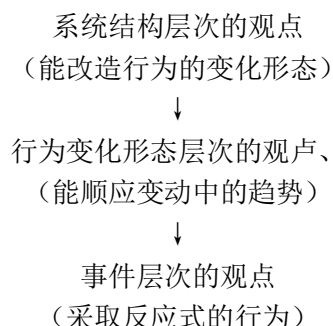 系统结构层次的观点
（能改造行为的变化形态）
↓
行为变化形态层次的观卢、
（能顺应变动中的趋势）
↓
事件层次的观点
（采取反应式的行为）